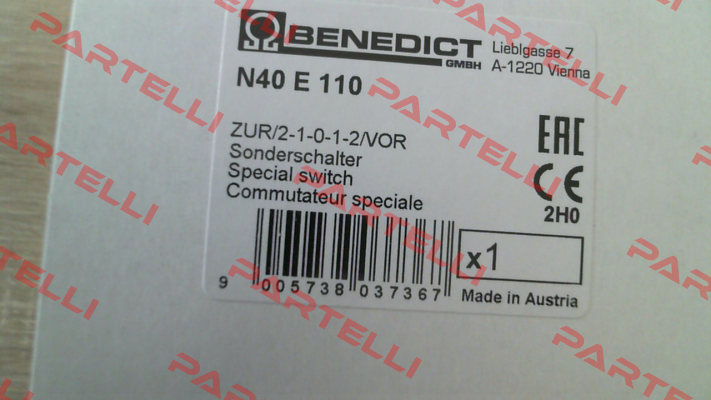 BENEDICT
GMBH
Lieblgasse 7
A-1220 Vienna
N40 E 110
ZUR/2-1-0-1-2/VOR
Sonderschalter
Special switch
Commutateur speciale
EAC
CE
2H0
x1
9 005738 037367
Made in Austria
PARTELLI
PARTELLI
PARTELLI
PARTELLI
PARTELLI
PARTELLI
PARTELLI
PARTELLI